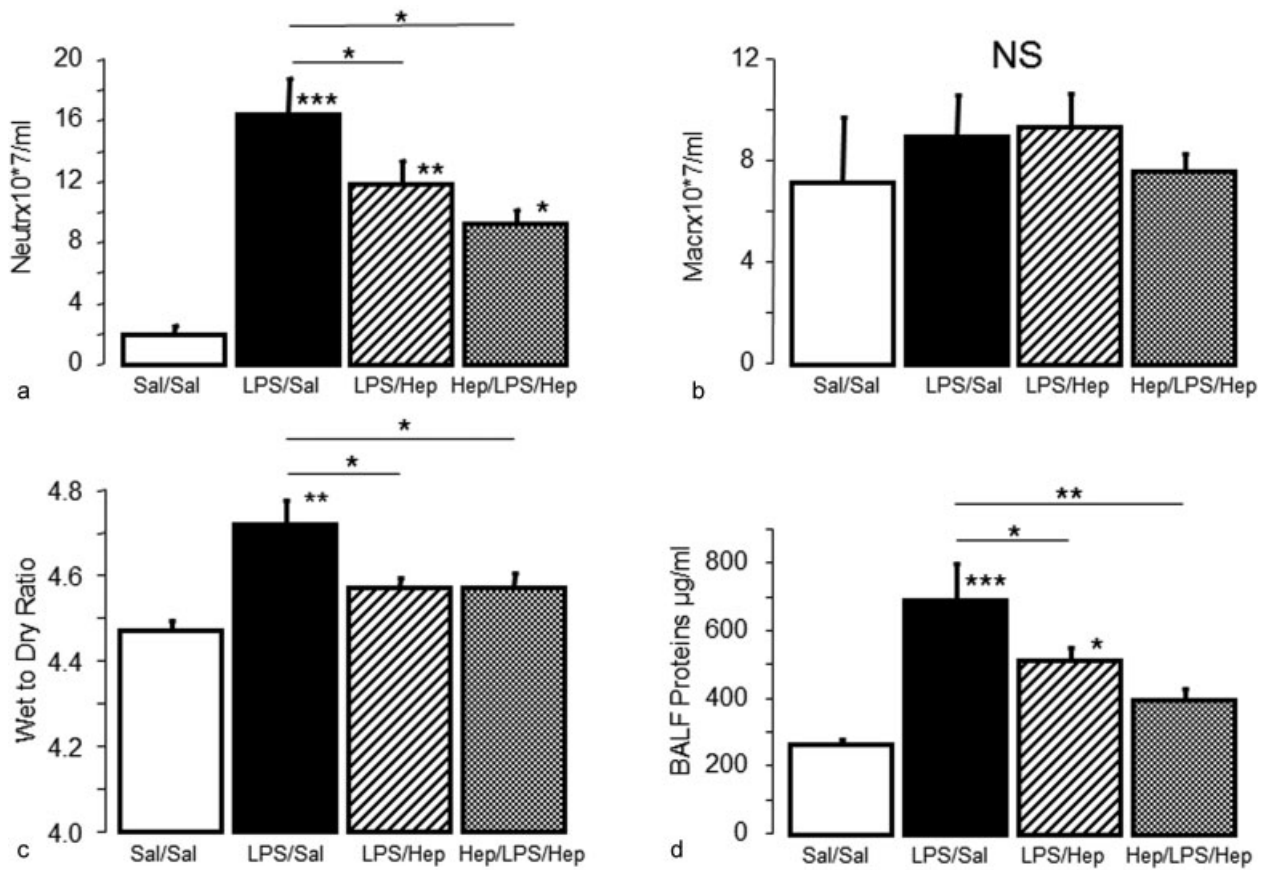 *
*
20
16
12
8
4
0
Neutrx10*7/ml
***
**
*
Sal/Sal LPS/Sal LPS/Hep Hep/LPS/Hep
a
NS
12
8
4
0
Macrx10*7/ml
Sal/Sal LPS/Sal LPS/Hep Hep/LPS/Hep
b
*
*
4.8
4.6
4.4
4.2
4.0
Wet to Dry Ratio
**
Sal/Sal LPS/Sal LPS/Hep Hep/LPS/Hep
c
**
*
800
600
400
200
0
BALF Proteins µg/ml
***
*
Sal/Sal LPS/Sal LPS/Hep Hep/LPS/Hep
d